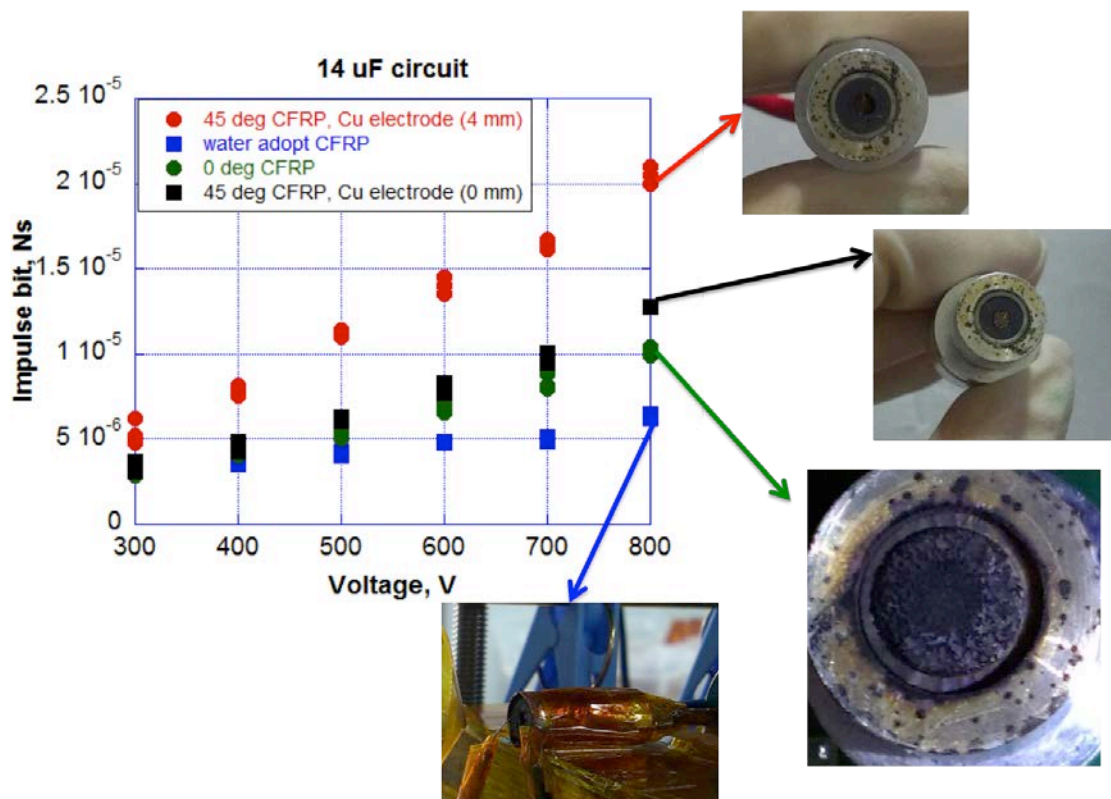 14 uF circuit
2.5 10⁻⁵
45 deg CFRP, Cu electrode (4 mm)
water adopt CFRP
0 deg CFRP
45 deg CFRP, Cu electrode (0 mm)
2 10⁻⁵
1.5 10⁻⁵
1 10⁻⁵
5 10⁻⁶
0
Impulse bit, Ns
300 400 500 600 700 800
Voltage, V